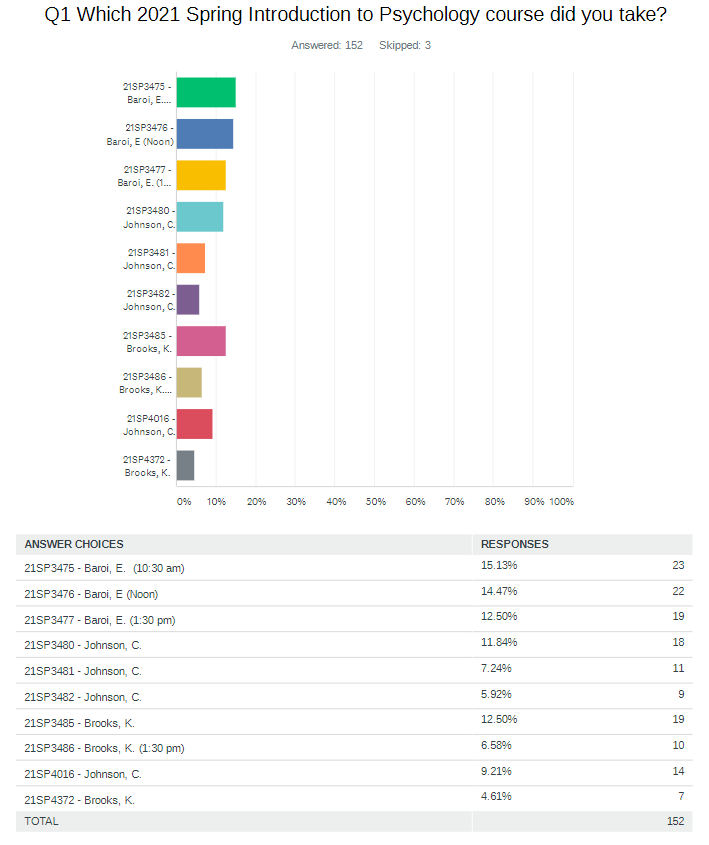 Q1 Which 2021 Spring Introduction to Psychology course did you take?
Answered: 152 Skipped: 3
21SP3475 -
Baroi, E....
21SP3476 -
Baroi, E (Noon)
21SP3477 -
Baroi, E. (1...
21SP3480 -
Johnson, C.
21SP3481 -
Johnson, C.
21SP3482 -
Johnson, C.
21SP3485 -
Brooks, K.
21SP3486 -
Brooks, K....
21SP4016 -
Johnson, C.
21SP4372 -
Brooks, K.
0% 10% 20% 30% 40% 50% 60% 70% 80% 90% 100%
ANSWER CHOICES RESPONSES
21SP3475 - Baroi, E. (10:30 am) 15.13% 23
21SP3476 - Baroi, E (Noon) 14.47% 22
21SP3477 - Baroi, E. (1:30 pm) 12.50% 19
21SP3480 - Johnson, C. 11.84% 18
21SP3481 - Johnson, C. 7.24% 11
21SP3482 - Johnson, C. 5.92% 9
21SP3485 - Brooks, K. 12.50% 19
21SP3486 - Brooks, K. (1:30 pm) 6.58% 10
21SP4016 - Johnson, C. 9.21% 14
21SP4372 - Brooks, K. 4.61% 7
TOTAL 152